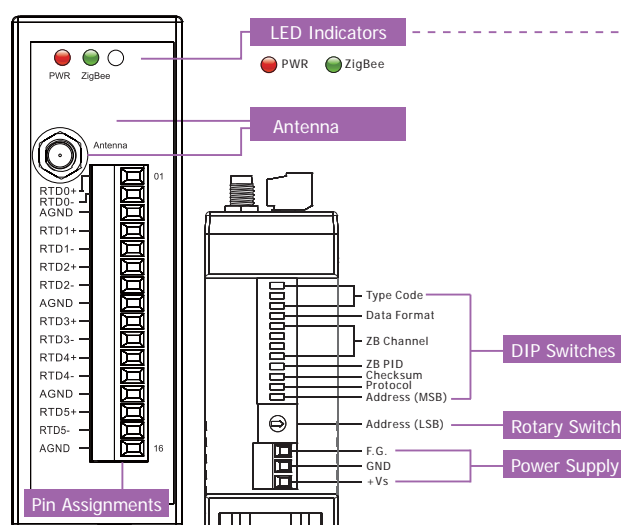 LED Indicators
PWR ZigBee
PWR ZigBee
Antenna
Antenna
01
RTD0+
RTD0-
AGND
RTD1+
RTD1-
RTD2+
RTD2-
AGND
RTD3+
RTD3-
RTD4+
RTD4-
AGND
RTD5+
RTD5-
AGND
16
Pin Assignments
Type Code
Data Format
ZB Channel
ZB PID
Checksum
Protocol
Address (MSB)
DIP Switches
Address (LSB)
Rotary Switch
F.G.
GND
+Vs
Power Supply